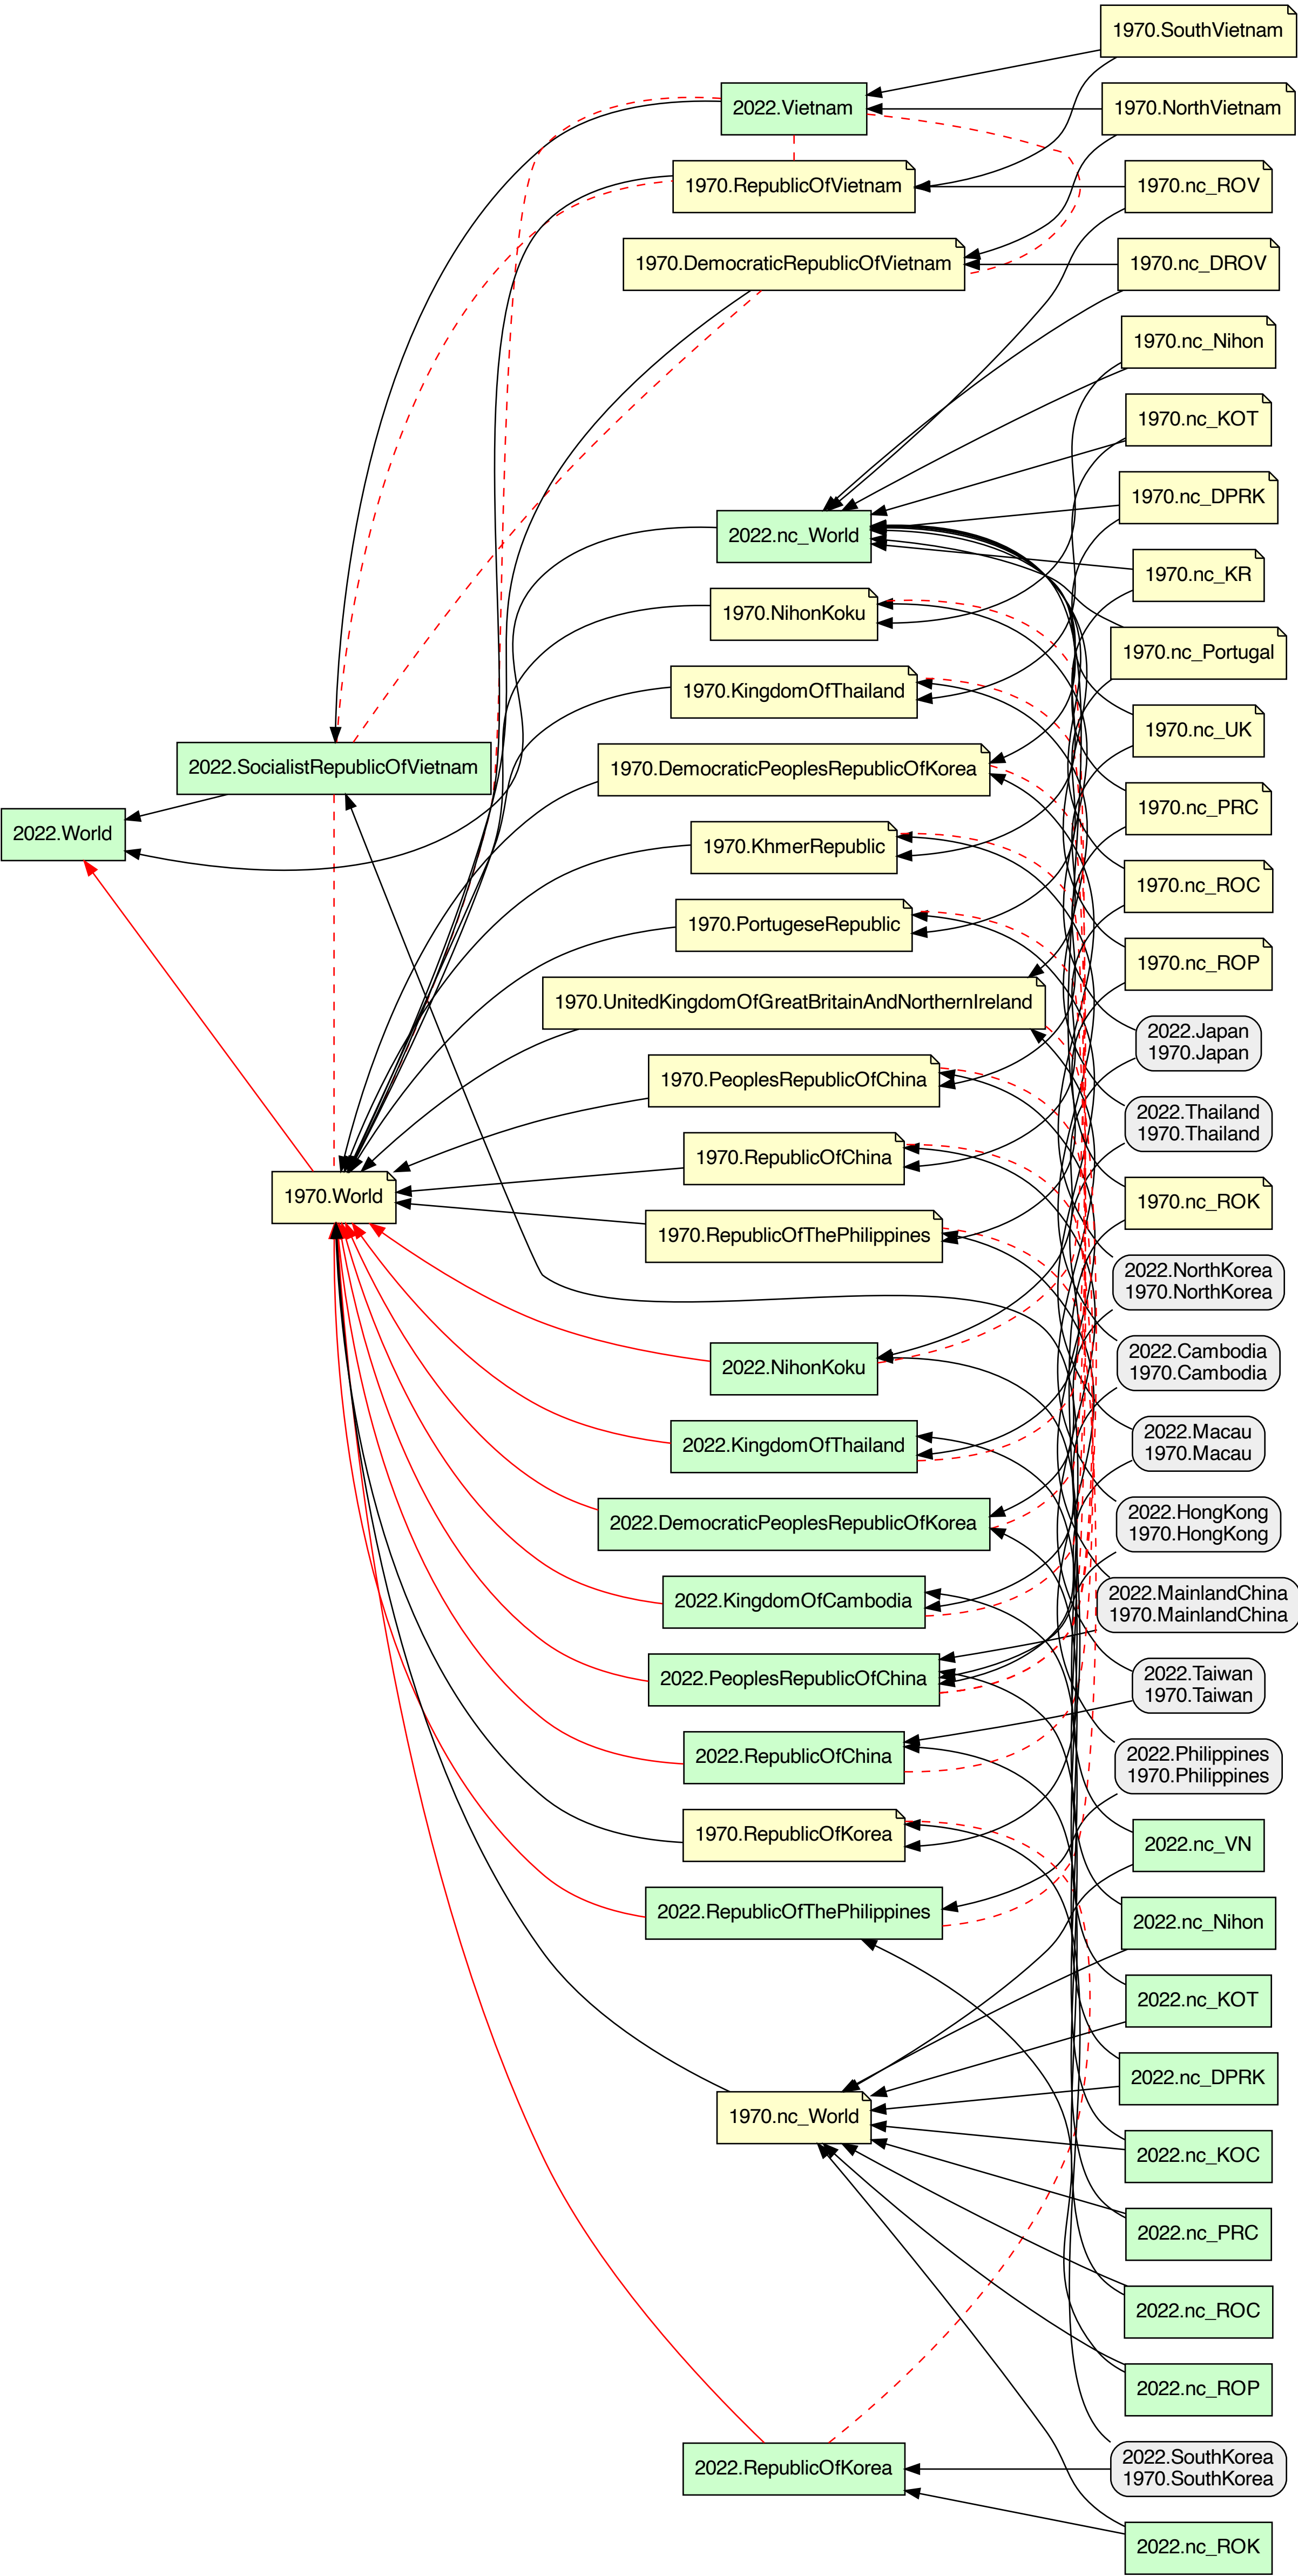 1970.SouthVietnam
2022.Vietnam
1970.NorthVietnam
1970.RepublicOfVietnam
1970.nc_ROV
1970.DemocraticRepublicOfVietnam
1970.nc_DROV
1970.nc_Nihon
1970.nc_KOT
1970.nc_DPRK
2022.nc_World
1970.nc_KR
1970.NihonKoku
1970.nc_Portugal
1970.KingdomOfThailand
1970.nc_UK
2022.SocialistRepublicOfVietnam
1970.DemocraticPeoplesRepublicOfKorea
1970.nc_PRC
2022.World
1970.KhmerRepublic
1970.nc_ROC
1970.PortugeseRepublic
1970.nc_ROP
1970.UnitedKingdomOfGreatBritainAndNorthernIreland
2022.Japan
1970.Japan
1970.PeoplesRepublicOfChina
2022.Thailand
1970.Thailand
1970.RepublicOfChina
1970.World
1970.nc_ROK
1970.RepublicOfThePhilippines
2022.NorthKorea
1970.NorthKorea
2022.NihonKoku
2022.Cambodia
1970.Cambodia
2022.KingdomOfThailand
2022.Macau
1970.Macau
2022.DemocraticPeoplesRepublicOfKorea
2022.HongKong
1970.HongKong
2022.KingdomOfCambodia
2022.MainlandChina
1970.MainlandChina
2022.PeoplesRepublicOfChina
2022.Taiwan
1970.Taiwan
2022.RepublicOfChina
2022.Philippines
1970.Philippines
1970.RepublicOfKorea
2022.nc_VN
2022.RepublicOfThePhilippines
2022.nc_Nihon
2022.nc_KOT
2022.nc_DPRK
1970.nc_World
2022.nc_KOC
2022.nc_PRC
2022.nc_ROC
2022.nc_ROP
2022.RepublicOfKorea
2022.SouthKorea
1970.SouthKorea
2022.nc_ROK